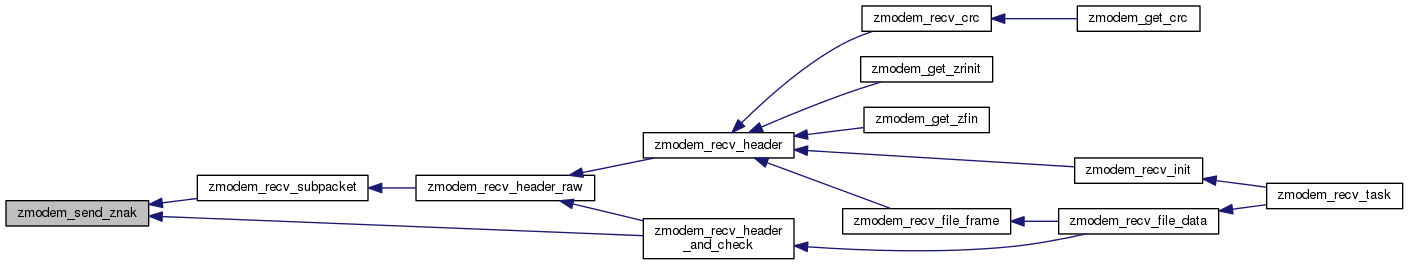 zmodem_send_znak
zmodem_recv_subpacket
zmodem_recv_header_raw
zmodem_recv_header
zmodem_recv_header
_and_check
zmodem_recv_crc
zmodem_get_crc
zmodem_get_zrinit
zmodem_get_zfin
zmodem_recv_init
zmodem_recv_file_frame
zmodem_recv_file_data
zmodem_recv_task